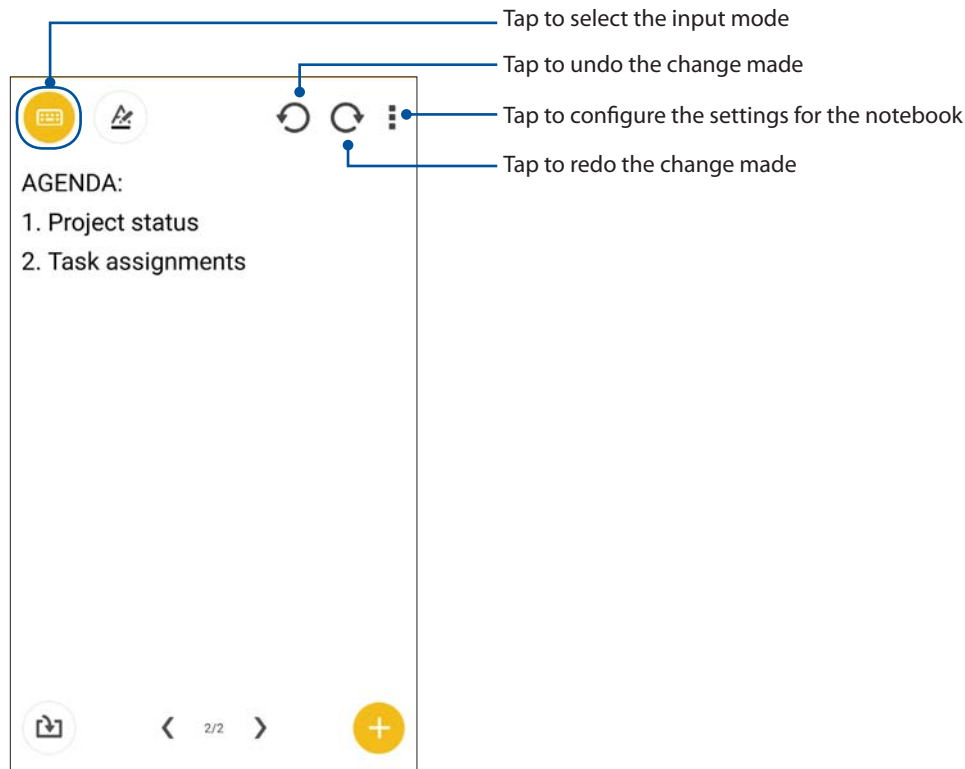 Tap to select the input mode
Tap to undo the change made
Tap to configure the settings for the notebook
Tap to redo the change made
AGENDA:
1. Project status
2. Task assignments
2/2